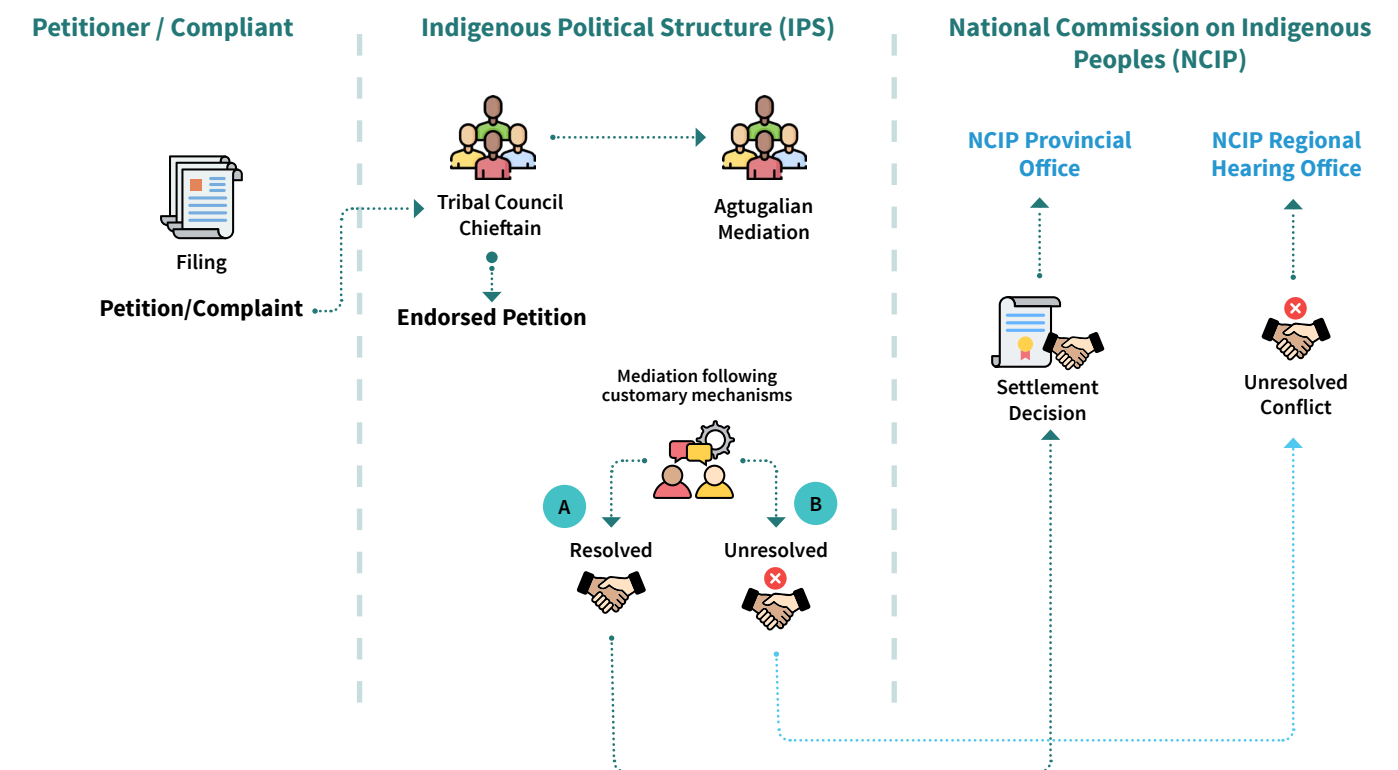 Petitioner / Compliant
Indigenous Political Structure (IPS)
National Commission on Indigenous
Peoples (NCIP)
NCIP Provincial
Office
NCIP Regional
Hearing Office
Tribal Council
Chieftain
Agtugalian
Mediation
Filing
Petition/Complaint
Endorsed Petition
Mediation following
customary mechanisms
Settlement
Decision
Unresolved
Conflict
A
B
Resolved
Unresolved